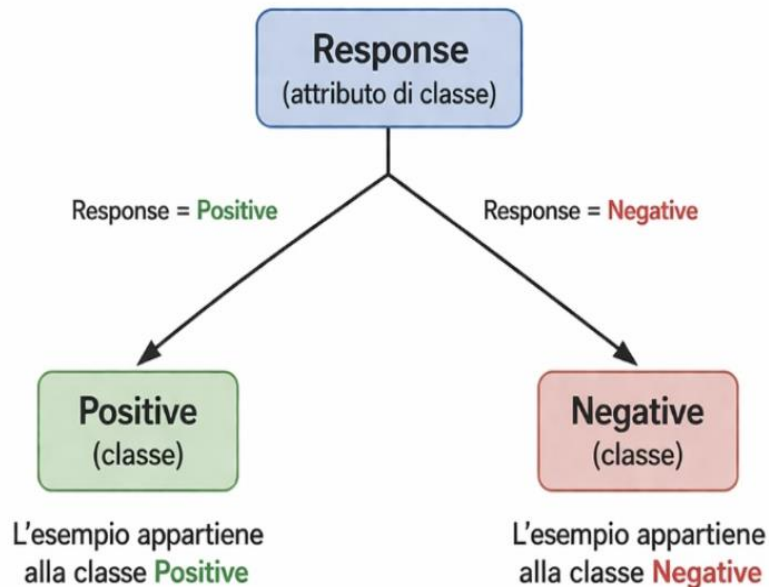 Response
(attributo di classe)
Response = Positive
Response = Negative
Positive
(classe)
Negative
(classe)
L'esempio appartiene
alla classe Positive
L'esempio appartiene
alla classe Negative